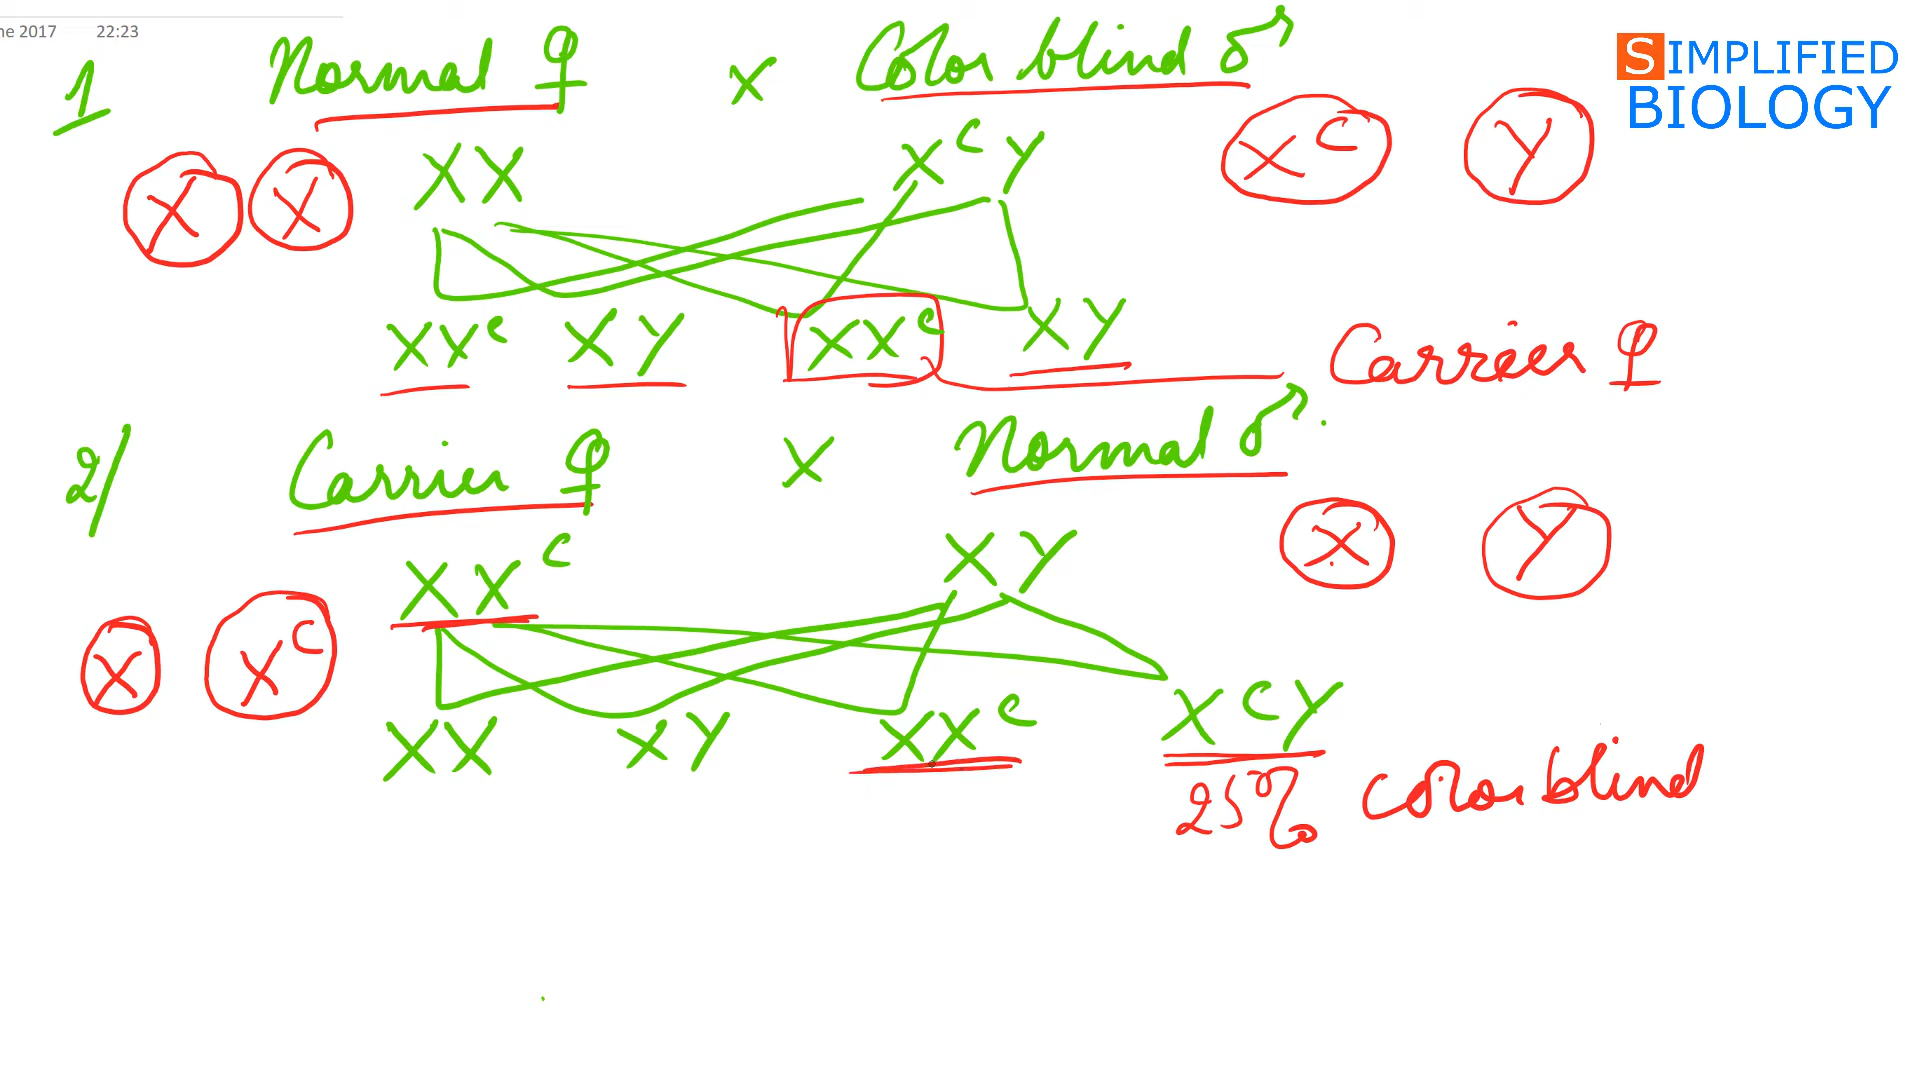 ne 2017 22:23
SIMPLIFIED
BIOLOGY
1 Normal ♀ x Color blind ♂
X X XX X^C Y X^C Y
XX^C XY XX^C XY Carrier ♀
2/ Carrier ♀ x Normal ♂
X X^C XX^C XY X Y
XX XY XX^C X^C Y
25% color blind